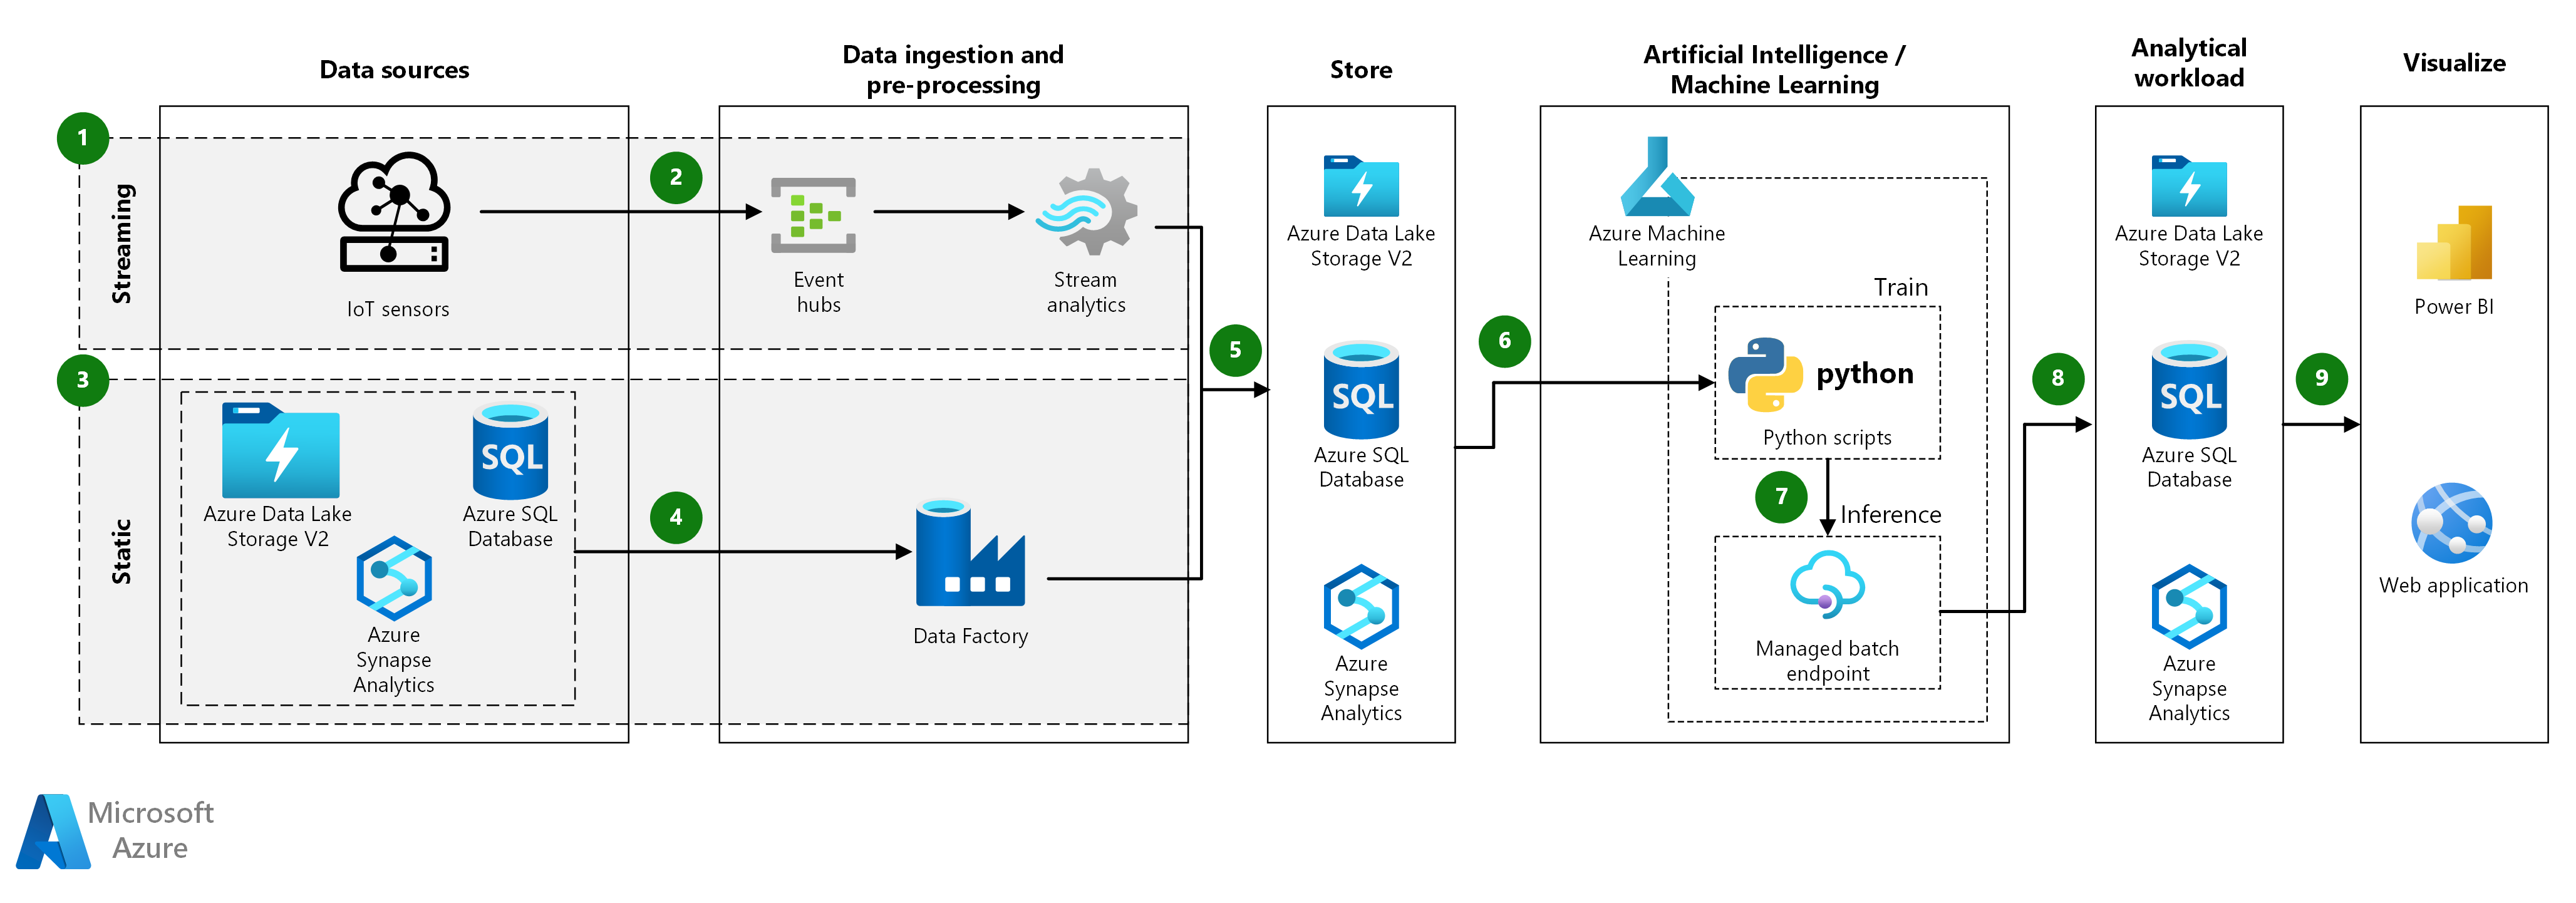 Data sources
Data ingestion and
pre-processing
Store
Artificial Intelligence /
Machine Learning
Analytical
workload
Visualize
1
Streaming
IoT sensors
2
Event
hubs
Stream
analytics
3
Static
Azure Data Lake
Storage V2
SQL
Azure SQL
Database
Azure
Synapse
Analytics
4
Data Factory
5
Azure Data Lake
Storage V2
SQL
Azure SQL
Database
Azure
Synapse
Analytics
6
Azure Machine
Learning
Train
python
Python scripts
7
Inference
Managed batch
endpoint
8
Azure Data Lake
Storage V2
SQL
Azure SQL
Database
Azure
Synapse
Analytics
9
Power BI
Web application
Microsoft
Azure